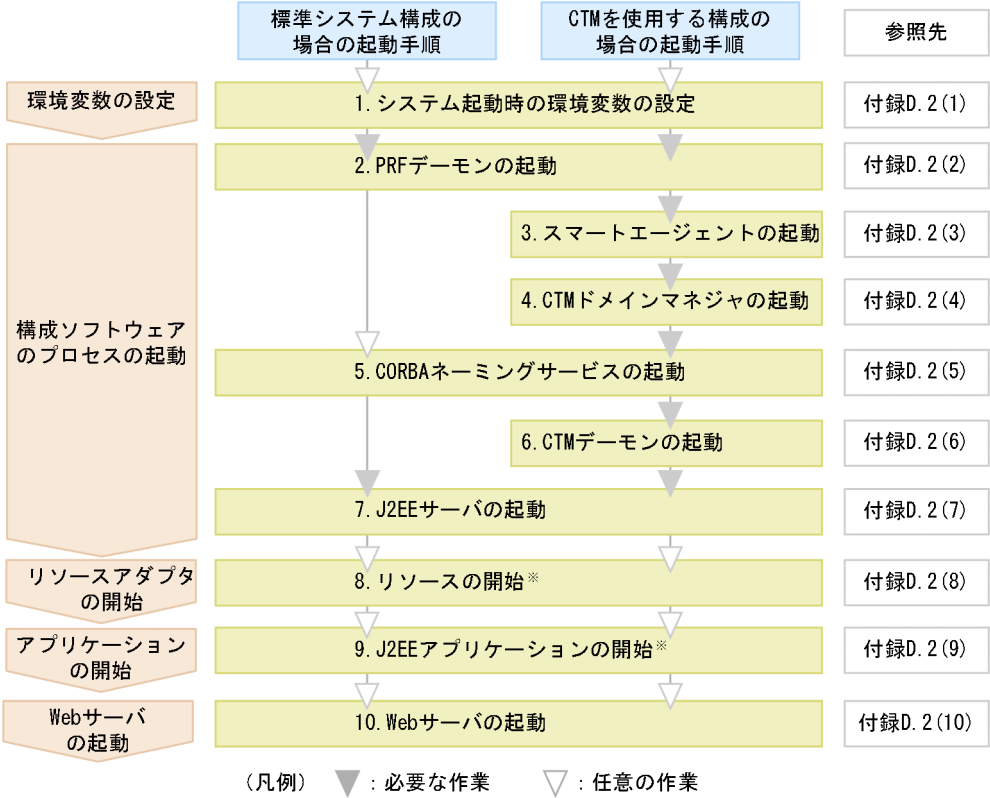 標準システム構成の
場合の起動手順
CTMを使用する構成の
場合の起動手順
参照先
環境変数の設定
1.システム起動時の環境変数の設定
付録D.2(1)
構成ソフトウェア
のプロセスの起動
2.PRFデーモンの起動
付録D.2(2)
3.スマートエージェントの起動
付録D.2(3)
4.CTMドメインマネジャの起動
付録D.2(4)
5.CORBAネーミングサービスの起動
付録D.2(5)
6.CTMデーモンの起動
付録D.2(6)
7.J2EEサーバの起動
付録D.2(7)
リソースアダプタ
の開始
8.リソースの開始※
付録D.2(8)
アプリケーション
の開始
9.J2EEアプリケーションの開始※
付録D.2(9)
Webサーバ
の起動
10.Webサーバの起動
付録D.2(10)
(凡例) ▼:必要な作業 ▽:任意の作業